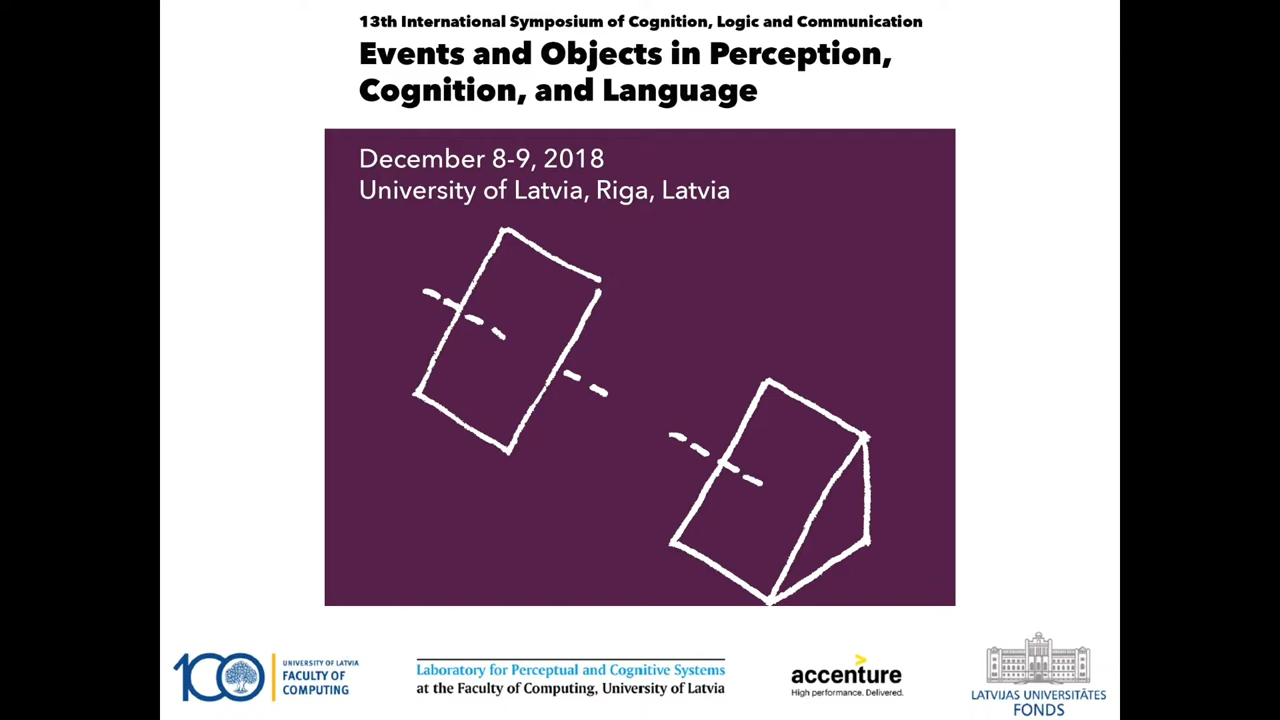 13th International Symposium of Cognition, Logic and Communication
Events and Objects in Perception,
Cognition, and Language
December 8-9, 2018
University of Latvia, Riga, Latvia
100
UNIVERSITY OF LATVIA
FACULTY OF
COMPUTING
Laboratory for Perceptual and Cognitive Systems
at the Faculty of Computing, University of Latvia
accenture
High performance. Delivered.
LATVIJAS UNIVERSITĀTES
FONDS